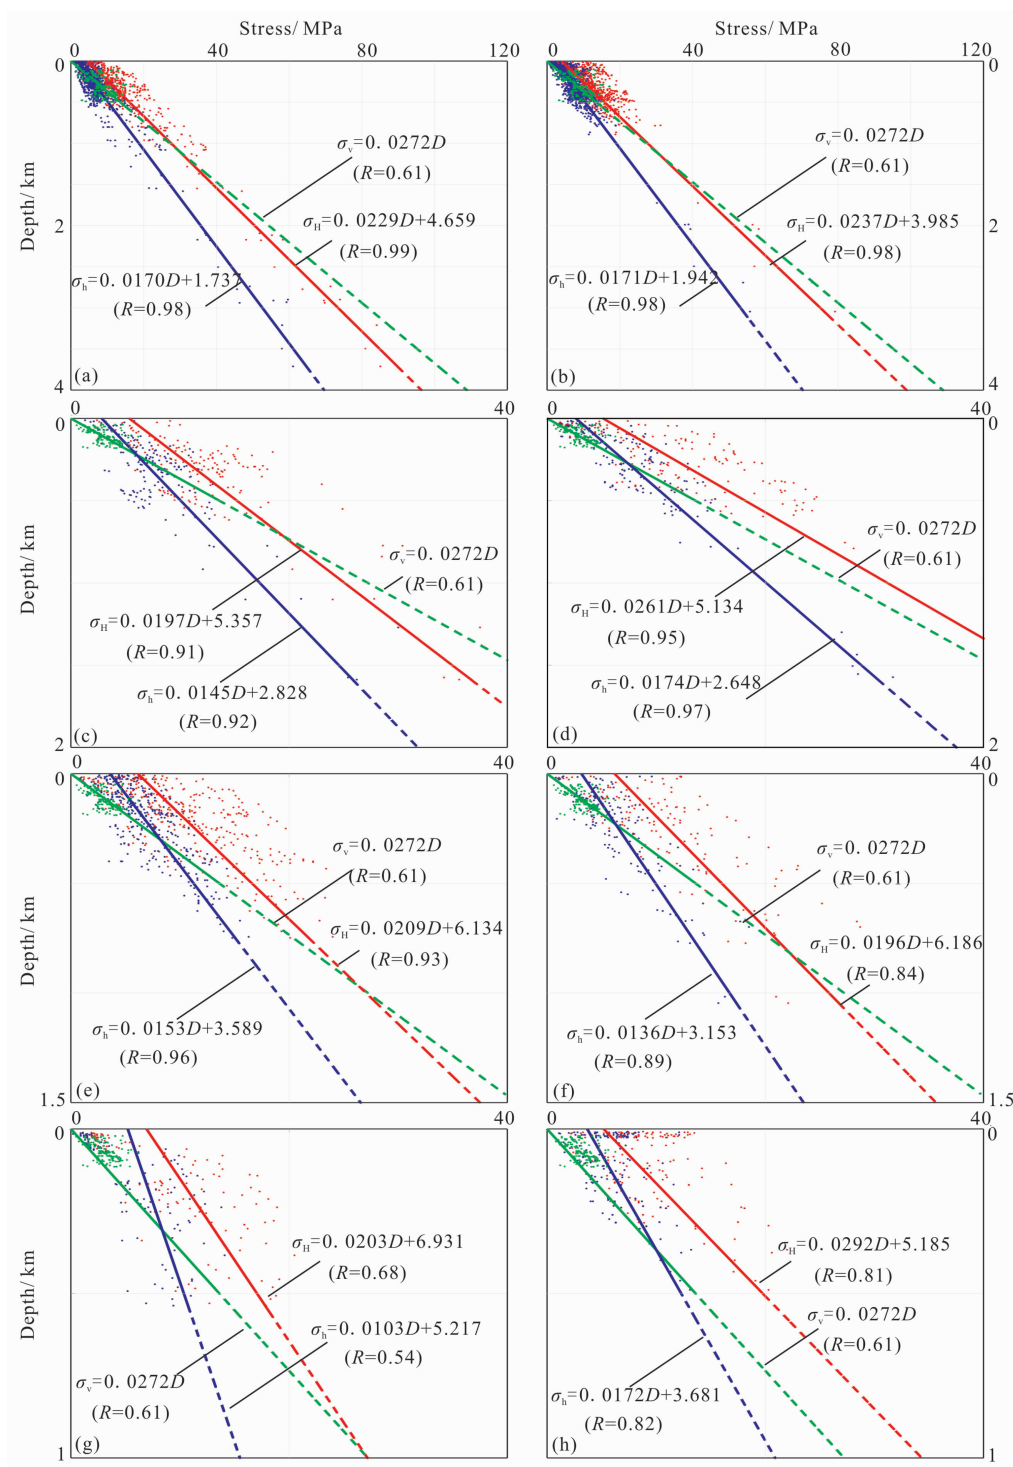 Stress/ MPa Stress/ MPa
0 40 80 120 0 40 80 120
0 0
σv=0.0272D
(R=0.61)
σH=0.0229D+4.659
(R=0.99)
σh=0.0170D+1.737
(R=0.98)
Depth/ km
2
(a)
4
σv=0.0272D
(R=0.61)
σH=0.0237D+3.985
(R=0.98)
σh=0.0171D+1.942
(R=0.98)
2
(b)
4
0 40 0 40
0
σv=0.0272D
(R=0.61)
σH=0.0197D+5.357
(R=0.91)
σh=0.0145D+2.828
(R=0.92)
Depth/ km
(c)
2
σv=0.0272D
(R=0.61)
σH=0.0261D+5.134
(R=0.95)
σh=0.0174D+2.648
(R=0.97)
(d)
2
0 40 0 40
0 0
σv=0.0272D
(R=0.61)
σH=0.0209D+6.134
(R=0.93)
σh=0.0153D+3.589
(R=0.96)
Depth/ km
(e)
1.5
σv=0.0272D
(R=0.61)
σH=0.0196D+6.186
(R=0.84)
σh=0.0136D+3.153
(R=0.89)
(f)
1.5
0 40 0 40
0 0
σH=0.0203D+6.931
(R=0.68)
σh=0.0103D+5.217
(R=0.54)
σv=0.0272D
(R=0.61)
Depth/ km
(g)
1
σH=0.0292D+5.185
(R=0.81)
σv=0.0272D
(R=0.61)
σh=0.0172D+3.681
(R=0.82)
(h)
1